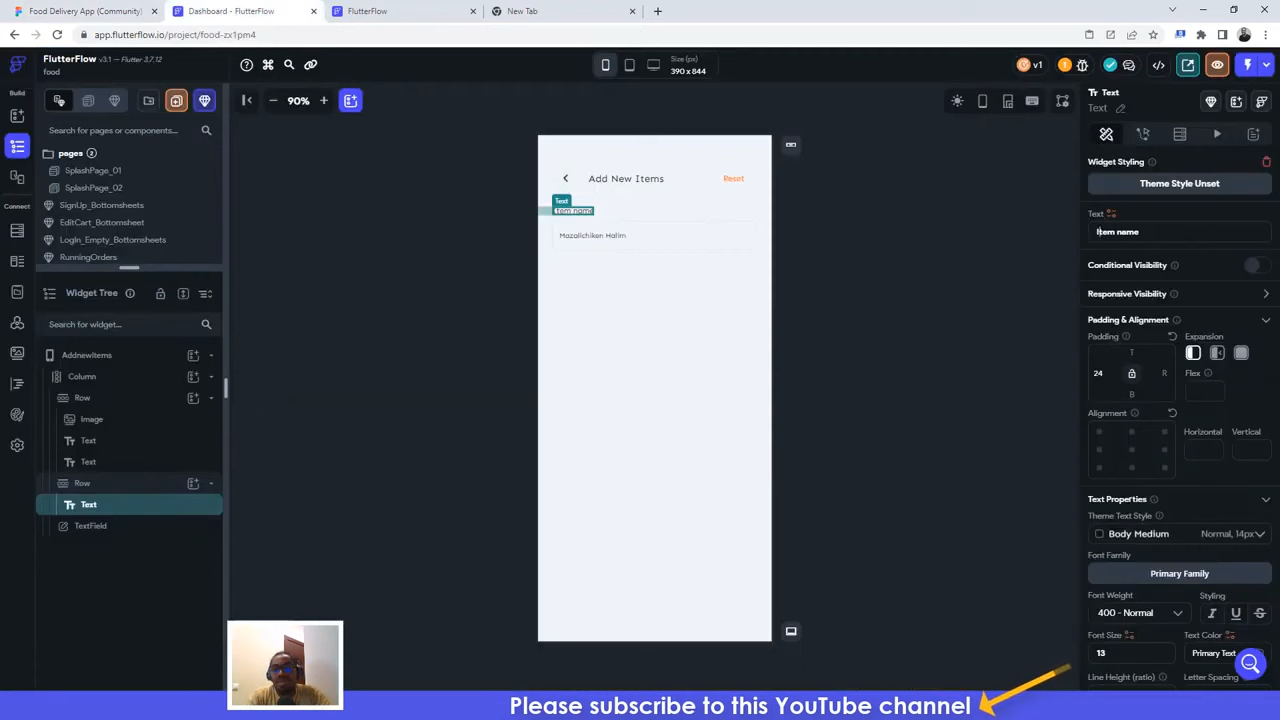 Food Delivery App (Community)
Dashboard - FlutterFlow
FlutterFlow
New Tab
app.flutterflow.io/project/food-zx1pm4
FlutterFlow v3.1 — Flutter 3.7.12
food
Size (px)
390 x 844
v1
1
Build
90%
Text
Text
Search for pages or components...
pages 2
SplashPage_01
SplashPage_02
SignUp_Bottomsheets
EditCart_Bottomsheets
LogIn_Empty_Bottomsheets
RunningOrders
Connect
Widget Tree
Search for widget...
AddnewItems
Column
Row
Image
Text
Text
Row
Text
TextField
Add New Items
Reset
Text
Item name
Mazalichiken Halim
Widget Styling
Theme Style Unset
Text
Item name
Conditional Visibility
Responsive Visibility
Padding & Alignment
Padding
Expansion
T
24
R
B
Flex
Alignment
Horizontal
Vertical
Text Properties
Theme Text Style
Body Medium
Normal, 14px
Font Family
Primary Family
Font Weight
Styling
400 - Normal
Font Size
Text Color
13
Primary Text
Line Height (ratio)
Letter Spacing
Please subscribe to this YouTube channel